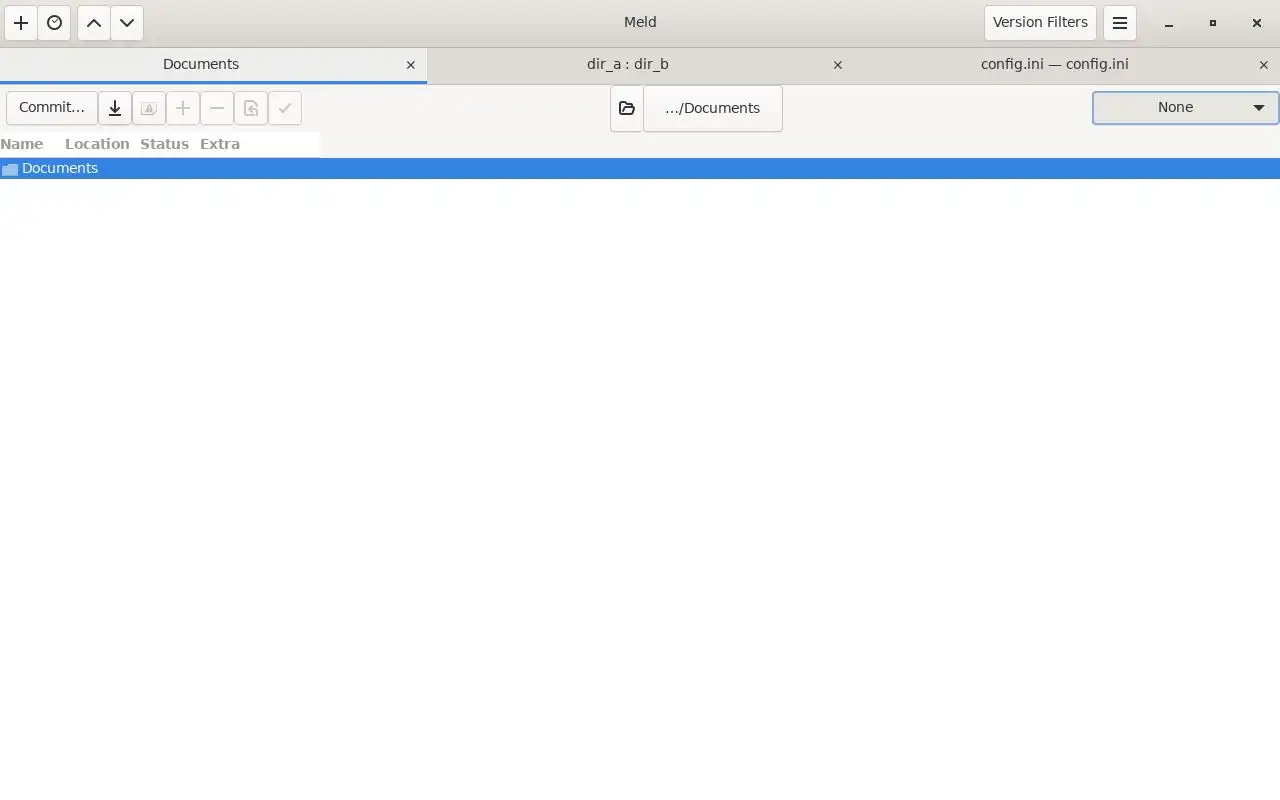 Meld
Version Filters
Documents
dir_a : dir_b
config.ini — config.ini
Commit...
.../Documents
None
Name Location Status Extra
Documents